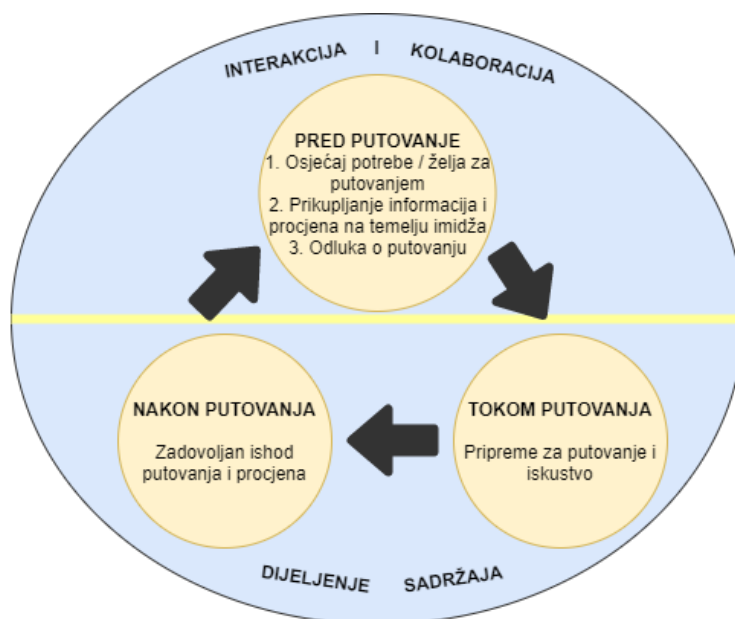 INTERAKCIJA I KOLABORACIJA
PRED PUTOVANJE
1. Osjećaj potrebe / želja za
putovanjem
2. Prikupljanje informacija i
procjena na temelju imidža
3. Odluka o putovanju
NAKON PUTOVANJA
Zadovoljan ishod
putovanja i procjena
TOKOM PUTOVANJA
Pripreme za putovanje i
iskustvo
DIJELJENJE SADRŽAJA